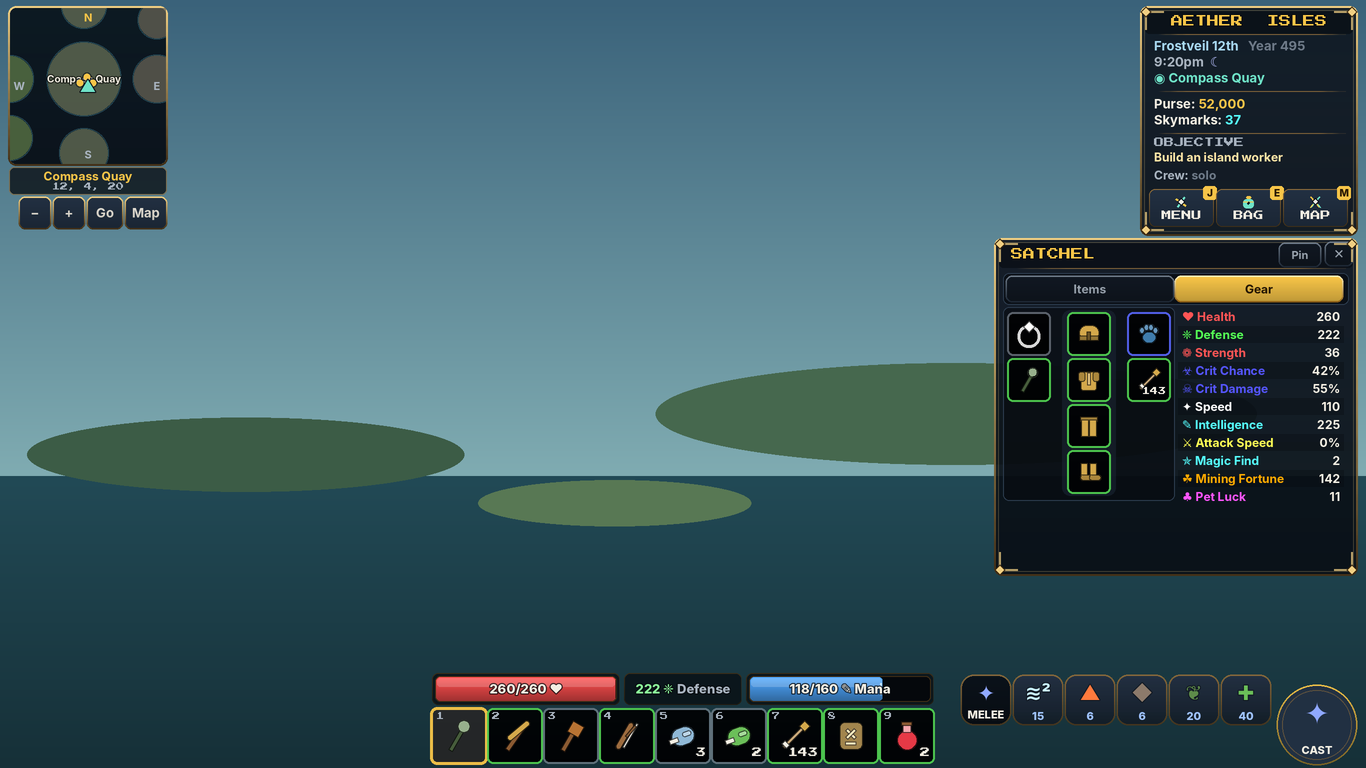 N
W
Compass Quay
E
S
Compass Quay
12, 4, 20
−
+
Go
Map
AETHER ISLES
Frostveil 12th Year 495
9:20pm ☾
◉ Compass Quay
Purse: 52,000
Skymarks: 37
OBJECTIVE
Build an island worker
Crew: solo
J
E
M
MENU
BAG
MAP
SATCHEL
Pin
✕
Items
Gear
143
Health 260
Defense 222
Strength 36
Crit Chance 42%
Crit Damage 55%
Speed 110
Intelligence 225
Attack Speed 0%
Magic Find 2
Mining Fortune 142
Pet Luck 11
260/260
222 Defense
118/160 Mana
1
2
3
4
5
3
6
2
7
143
8
9
2
MELEE
2
15
6
6
20
40
CAST